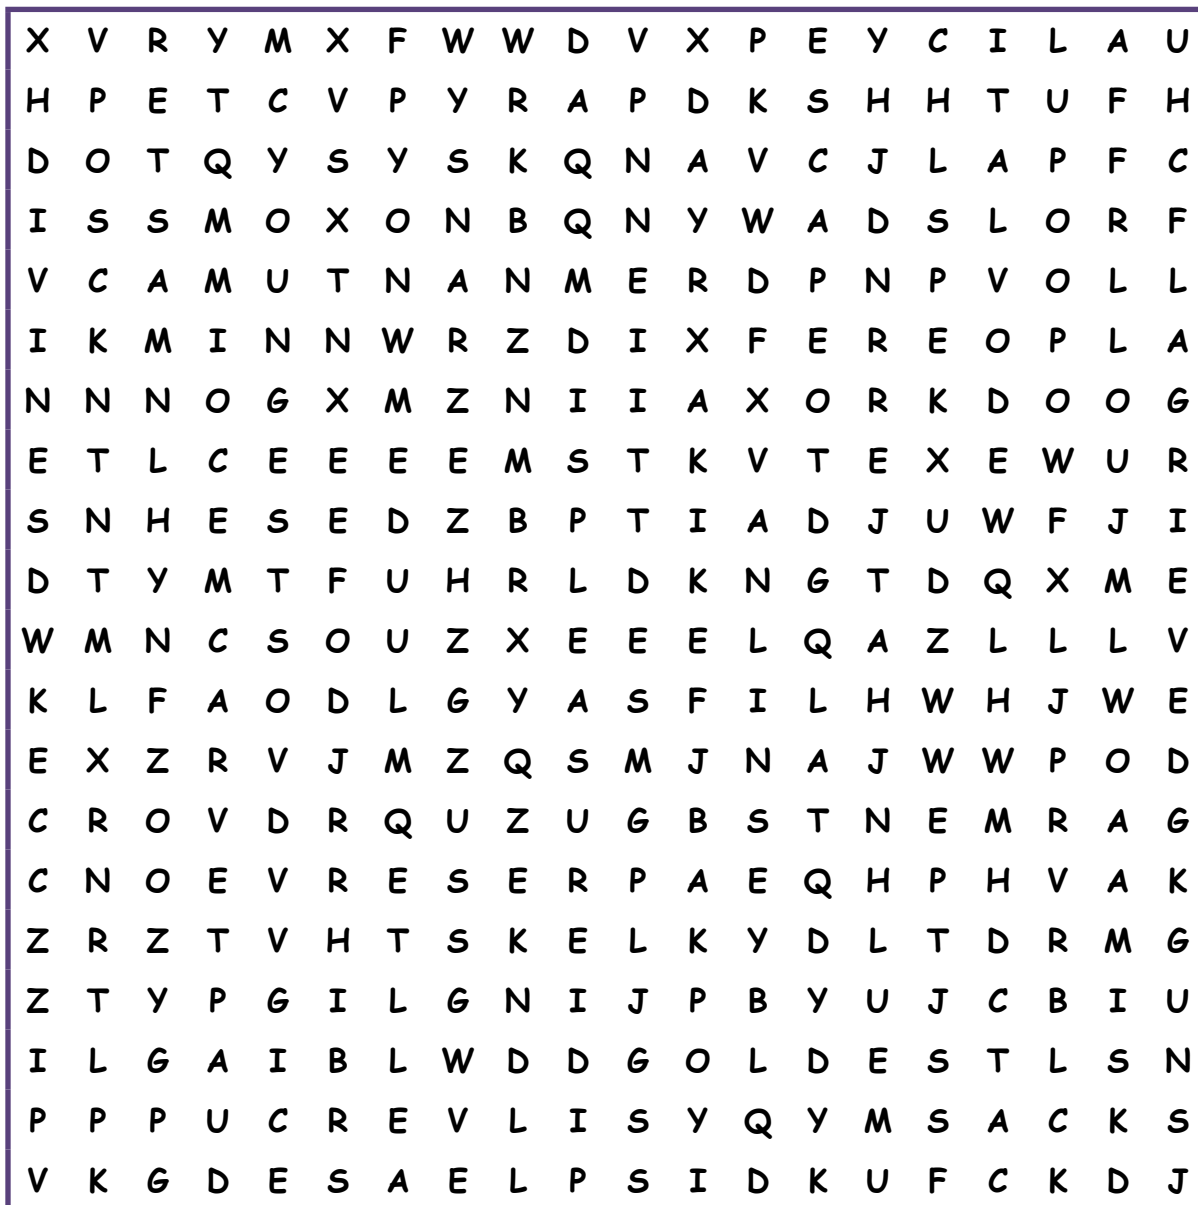 X V R Y M X F W W D V X P E Y C I L A U
H P E T C V P Y R A P D K S H H T U F H
D O T Q Y S Y S K Q N A V C J L A P F C
I S S M O X O N B Q N Y W A D S L O R F
V C A M U T N A N M E R D P N P V O L L
I K M I N N W R Z D I X F E R E O P L A
N N N O G X M Z N I I A X O R K D O O G
E T L C E E E E M S T K V T E X E W U R
S N H E S E D Z B P T I A D J U W F J I
D T Y M T F U H R L D K N G T D Q X M E
W M N C S O U Z X E E E L Q A Z L L L V
K L F A O D L G Y A S F I L H W H J W E
E X Z R V J M Z Q S M J N A J W W P O D
C R O V D R Q U Z U G B S T N E M R A G
C N O E V R E S E R P A E Q H P H V A K
Z R Z T V H T S K E L K Y D L T D R M G
Z T Y P G I L G N I J P B Y U J C B I U
I L G A I B L W D D G O L D E S T L S N
P P P U C R E V L I S Y Q Y M S A C K S
V K G D E S A E L P S I D K U F C K D J